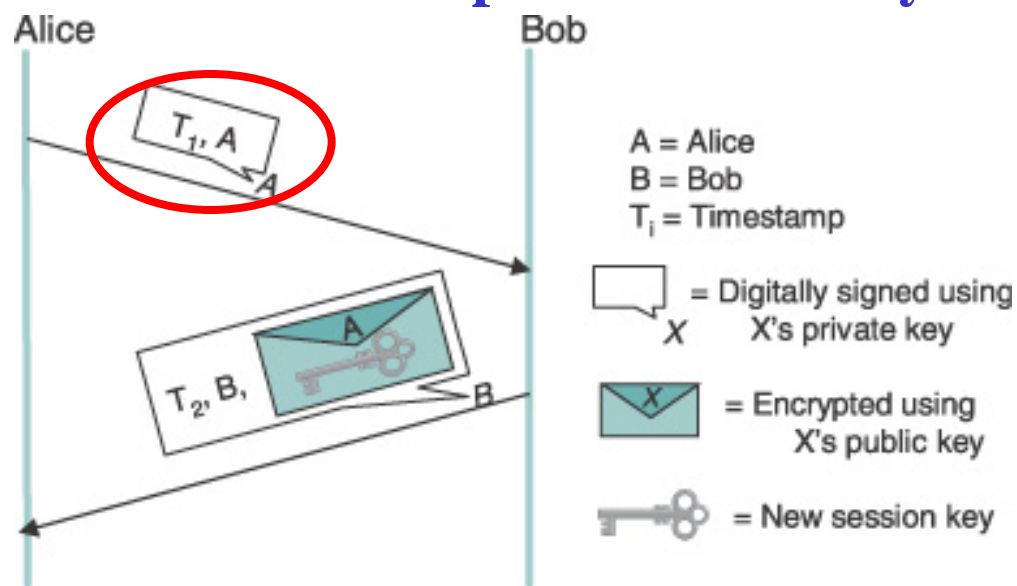 Alice
Bob
T1, A
A
A = Alice
B = Bob
Ti = Timestamp
= Digitally signed using
X
X's private key
A
T2, B,
B
X
= Encrypted using
X's public key
= New session key